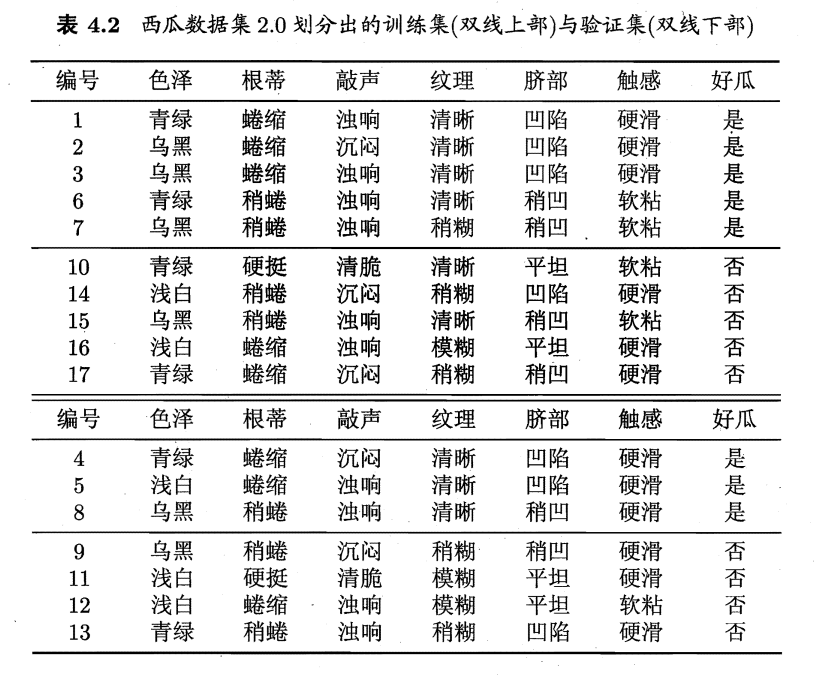 表 4.2 西瓜数据集 2.0 划分出的训练集(双线上部)与验证集(双线下部)
编号 色泽 根蒂 敲声 纹理 脐部 触感 好瓜
1 青绿 蜷缩 浊响 清晰 凹陷 硬滑 是
2 乌黑 蜷缩 沉闷 清晰 凹陷 硬滑 是
3 乌黑 蜷缩 浊响 清晰 凹陷 硬滑 是
6 青绿 稍蜷 浊响 清晰 稍凹 软粘 是
7 乌黑 稍蜷 浊响 稍糊 稍凹 软粘 是
10 青绿 硬挺 清脆 清晰 平坦 软粘 否
14 浅白 稍蜷 沉闷 稍糊 凹陷 硬滑 否
15 乌黑 稍蜷 浊响 清晰 稍凹 软粘 否
16 浅白 蜷缩 浊响 模糊 平坦 硬滑 否
17 青绿 蜷缩 沉闷 稍糊 稍凹 硬滑 否
编号 色泽 根蒂 敲声 纹理 脐部 触感 好瓜
4 青绿 蜷缩 沉闷 清晰 凹陷 硬滑 是
5 浅白 蜷缩 浊响 清晰 凹陷 硬滑 是
8 乌黑 稍蜷 浊响 清晰 稍凹 硬滑 是
9 乌黑 稍蜷 沉闷 稍糊 稍凹 硬滑 否
11 浅白 硬挺 清脆 模糊 平坦 硬滑 否
12 浅白 蜷缩 浊响 模糊 平坦 软粘 否
13 青绿 稍蜷 浊响 稍糊 凹陷 硬滑 否